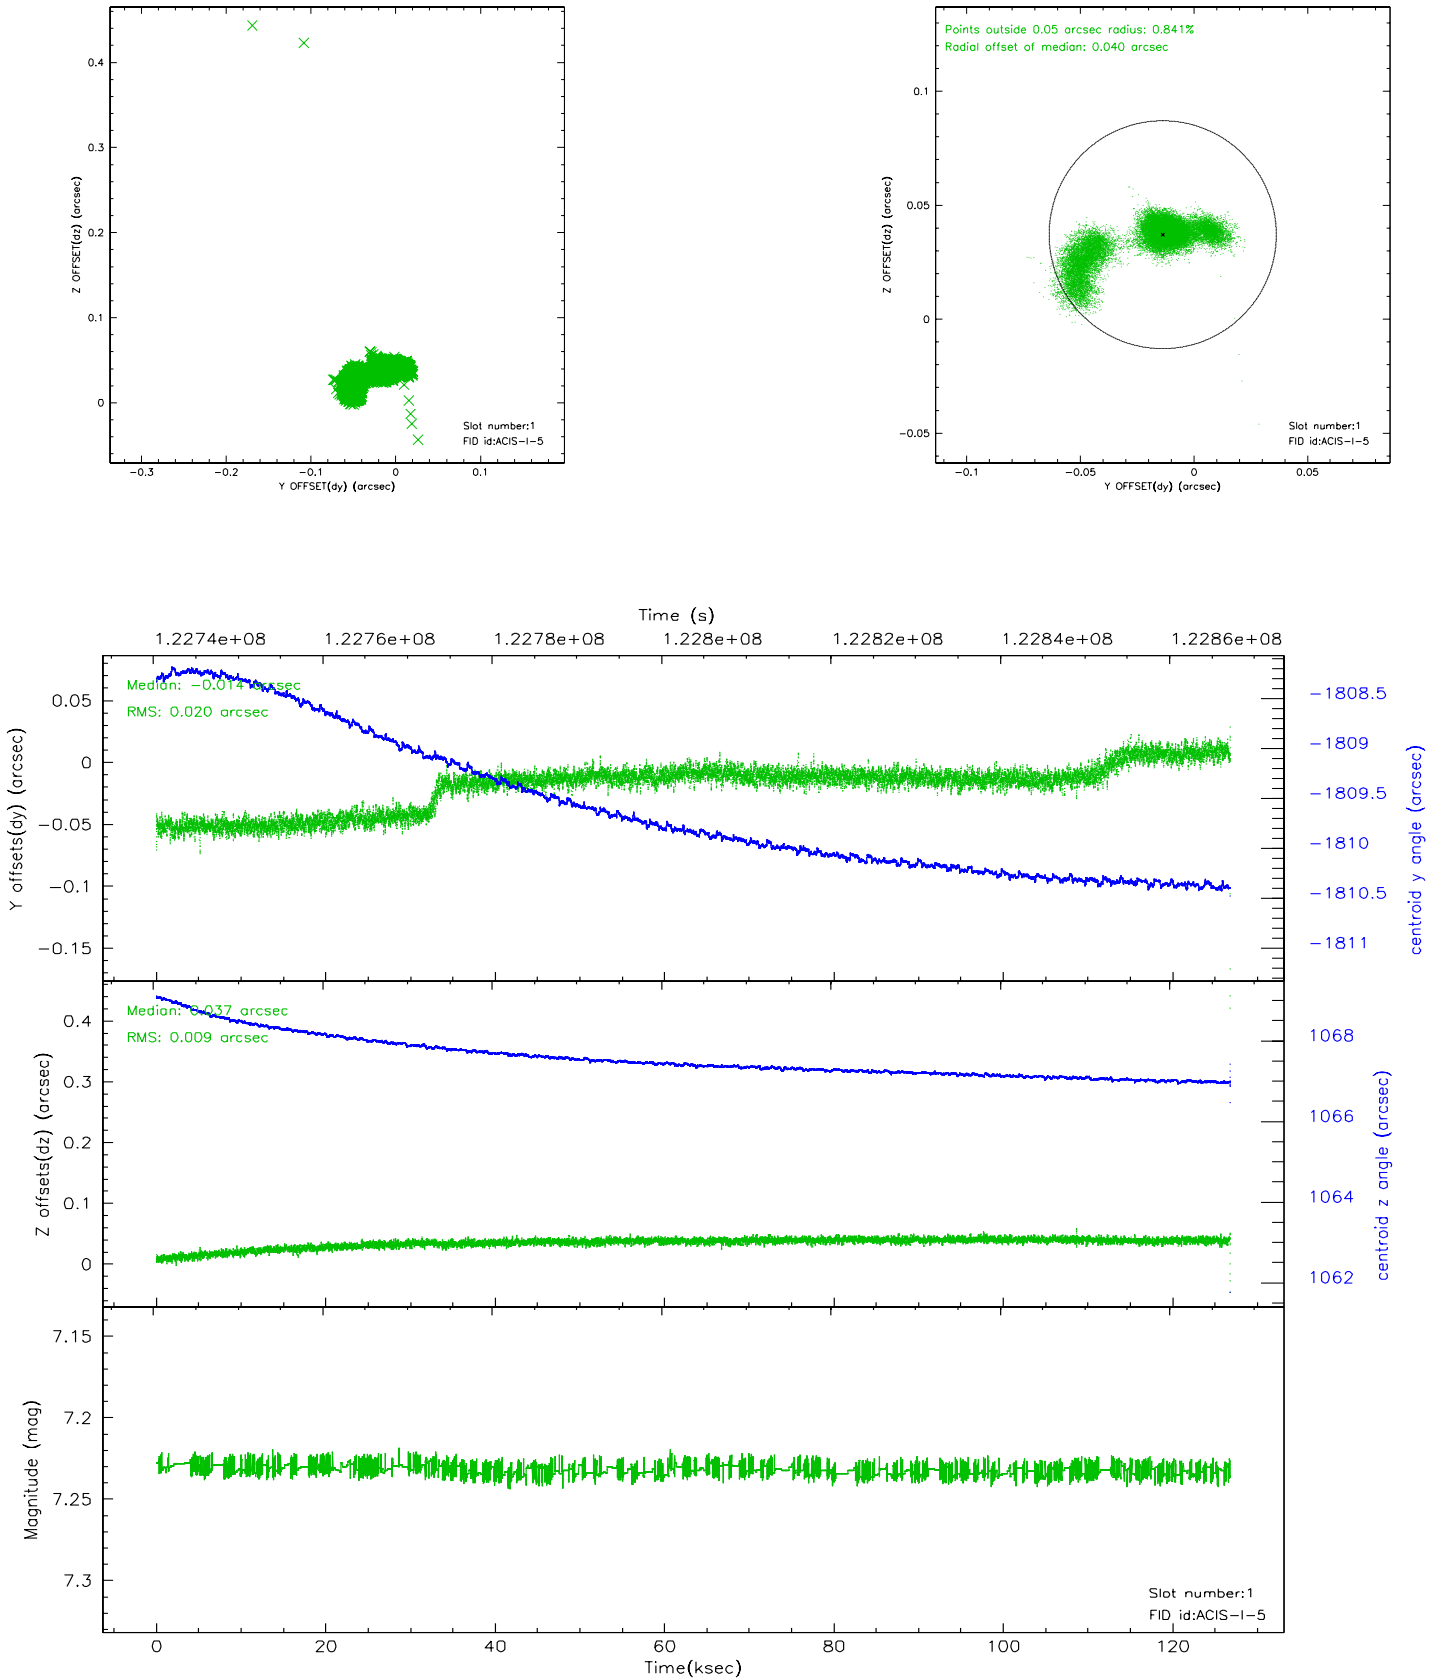 0.4
0.3
0.2
0.1
0
Z OFFSET(dz) (arcsec)
Slot number:1
FID id:ACIS-I-5
-0.3 -0.2 -0.1 0 0.1
Y OFFSET(dy) (arcsec)
Points outside 0.05 arcsec radius: 0.841%
Radial offset of median: 0.040 arcsec
0.1
0.05
0
-0.05
Z OFFSET(dz) (arcsec)
Slot number:1
FID id:ACIS-I-5
-0.1 -0.05 0 0.05
Y OFFSET(dy) (arcsec)
Time (s)
1.2274e+08 1.2276e+08 1.2278e+08 1.228e+08 1.2282e+08 1.2284e+08 1.2286e+08
Median: -0.014 arcsec
RMS: 0.020 arcsec
0.05
0
-0.05
-0.1
-0.15
Y offsets(dy) (arcsec)
-1808.5
-1809
-1809.5
-1810
-1810.5
-1811
centroid y angle (arcsec)
Median: 0.037 arcsec
RMS: 0.009 arcsec
0.4
0.3
0.2
0.1
0
Z offsets(dz) (arcsec)
1068
1066
1064
1062
centroid z angle (arcsec)
7.15
7.2
7.25
7.3
Magnitude (mag)
Slot number:1
FID id:ACIS-I-5
0 20 40 60 80 100 120
Time(ksec)